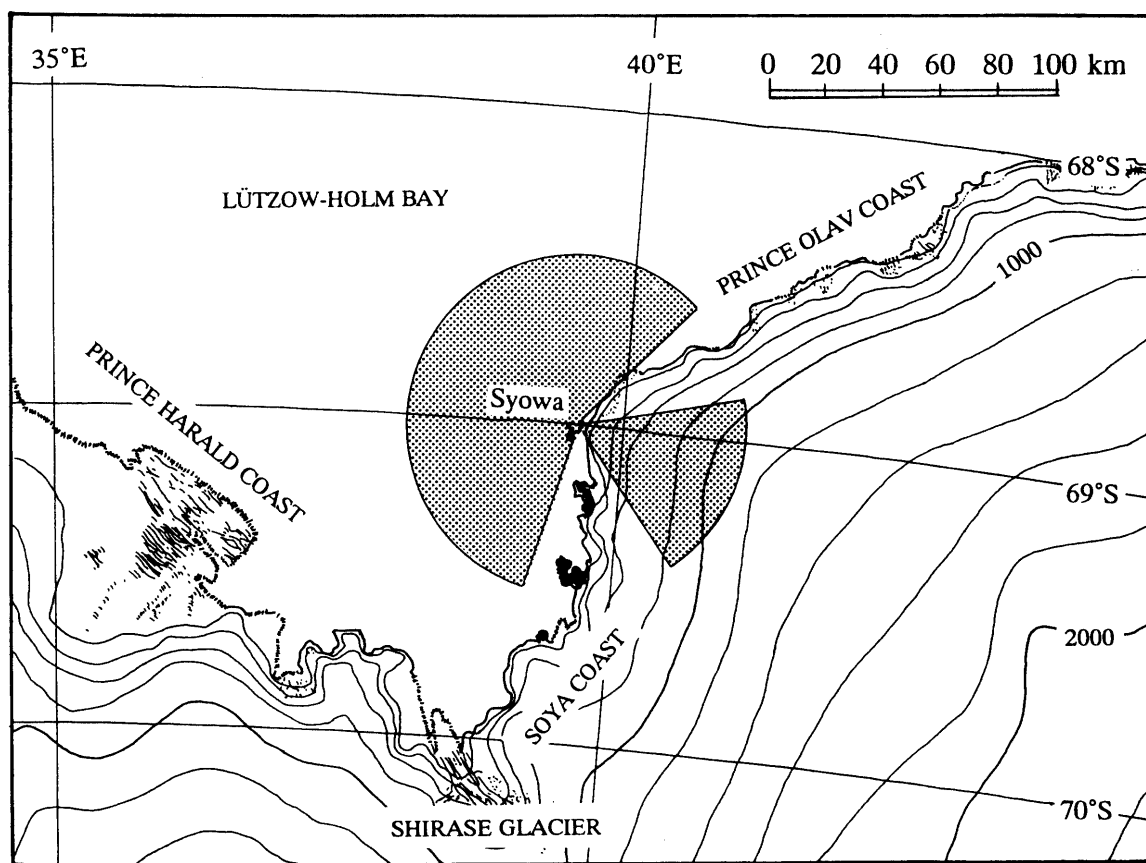 35°E
40°E
0 20 40 60 80 100 km
68°S
LÜTZOW-HOLM BAY
PRINCE OLAV COAST
1000
PRINCE HARALD COAST
Syowa
69°S
SOYA COAST
2000
70°S
SHIRASE GLACIER